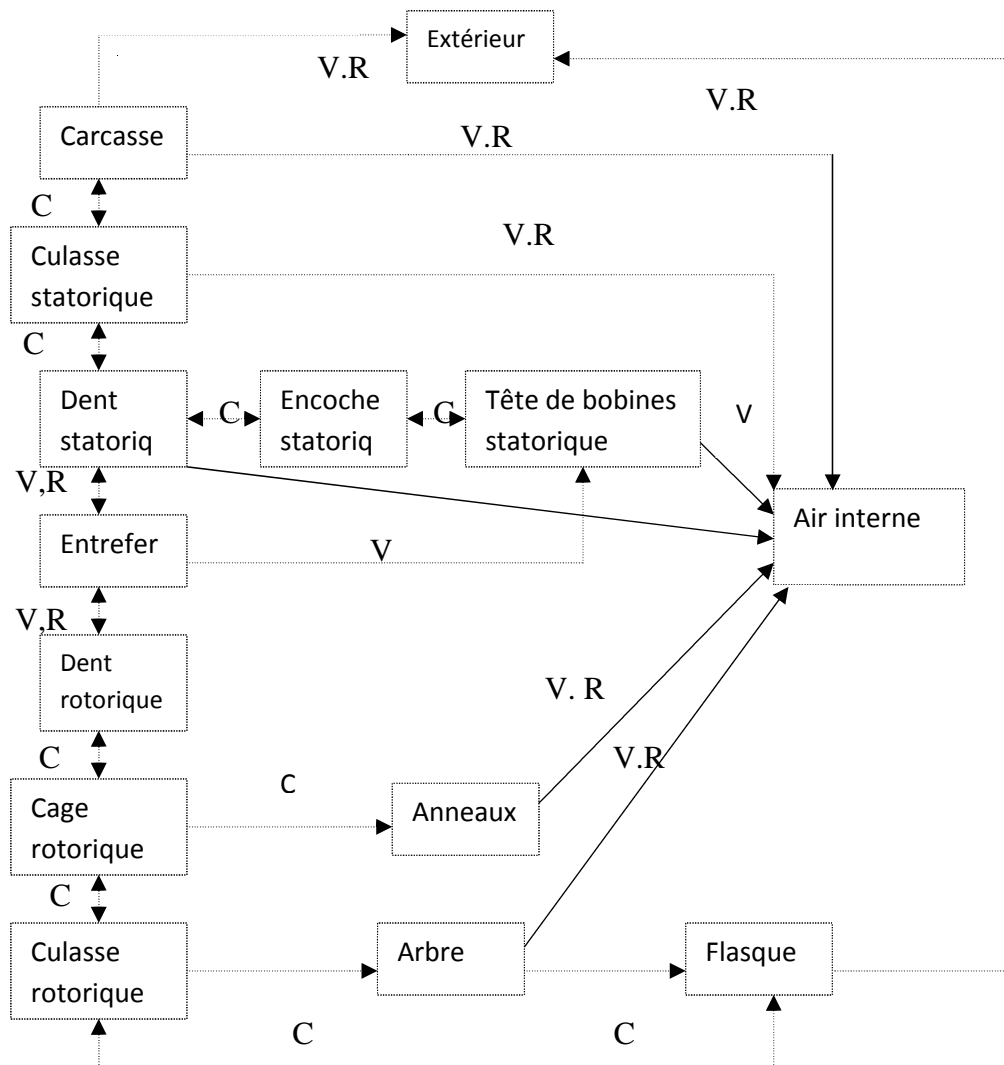 Extérieur
V.R
V.R
Carcasse
V.R
C
Culasse
statorique
V.R
C
Dent
statoriq
C
Encoche
statoriq
C
Tête de bobines
statorique
V
V,R
Air interne
Entrefer
V
V,R
Dent
rotorique
V. R
C
V.R
Cage
rotorique
C
Anneaux
C
Culasse
rotorique
Arbre
Flasque
C
C